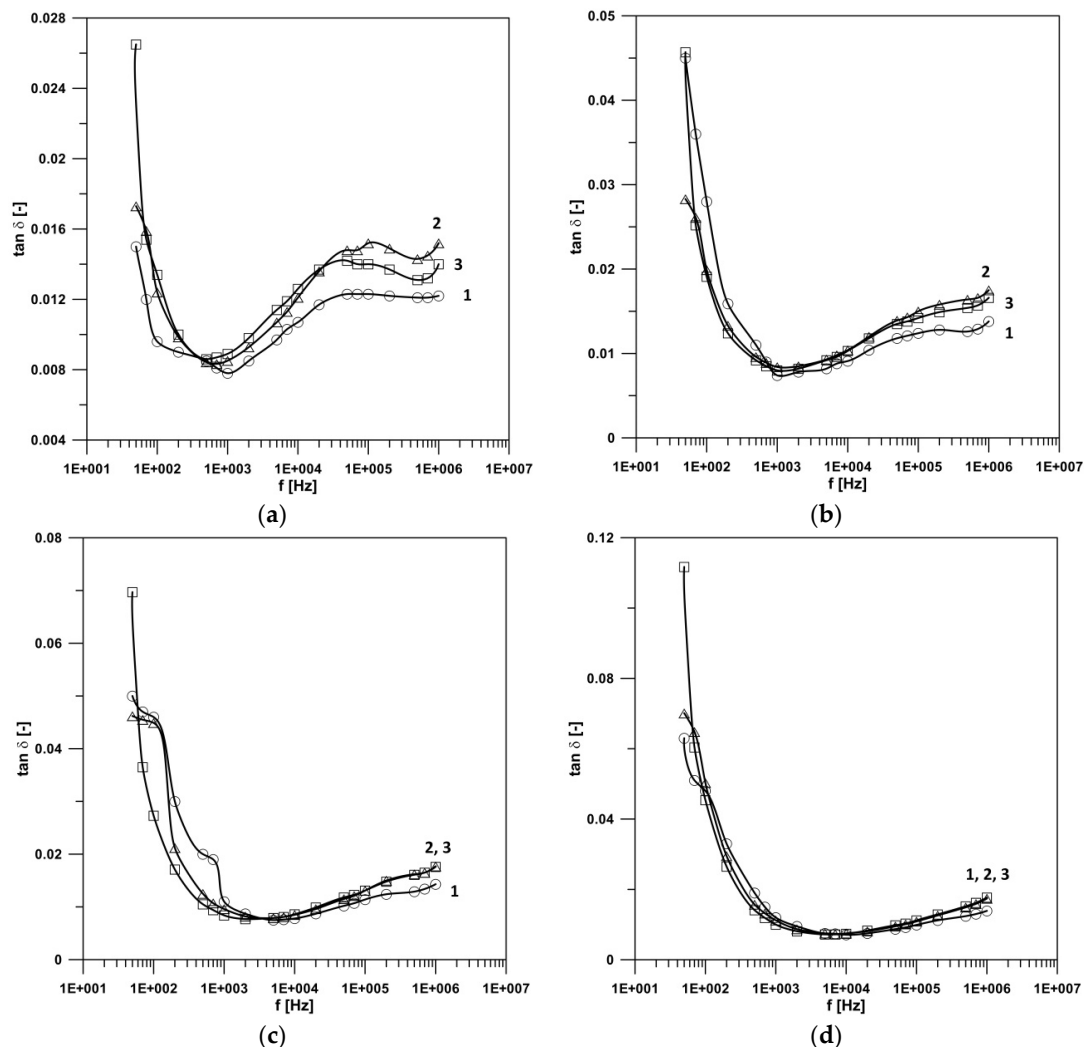 0.028
0.024
0.02
0.016
0.012
0.008
0.004
tan δ [-]
2
3
1
1E+001 1E+002 1E+003 1E+004 1E+005 1E+006 1E+007
f [Hz]
(a)
0.05
0.04
0.03
0.02
0.01
0
tan δ [-]
2
3
1
1E+001 1E+002 1E+003 1E+004 1E+005 1E+006 1E+007
f [Hz]
(b)
0.08
0.06
0.04
0.02
0
tan δ [-]
2, 3
1
1E+001 1E+002 1E+003 1E+004 1E+005 1E+006 1E+007
f [Hz]
(c)
0.12
0.08
0.04
0
tan δ [-]
1, 2, 3
1E+001 1E+002 1E+003 1E+004 1E+005 1E+006 1E+007
f [Hz]
(d)